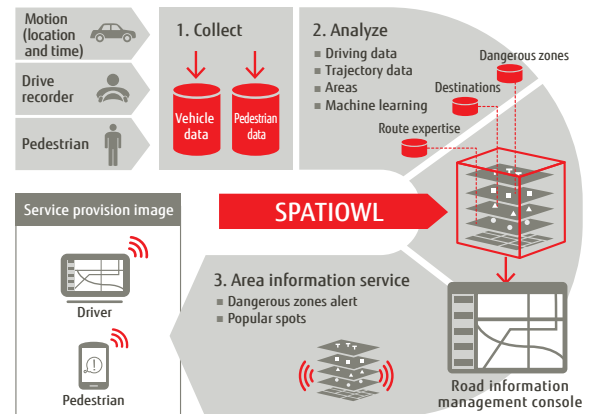 Motion
(location
and time)
Drive
recorder
Pedestrian
1. Collect
Vehicle
data
Pedestrian
data
2. Analyze
Driving data
Trajectory data
Areas
Machine learning
Dangerous zones
Destinations
Route expertise
SPATIOWL
Service provision image
Driver
Pedestrian
3. Area information service
Dangerous zones alert
Popular spots
Road information
management console